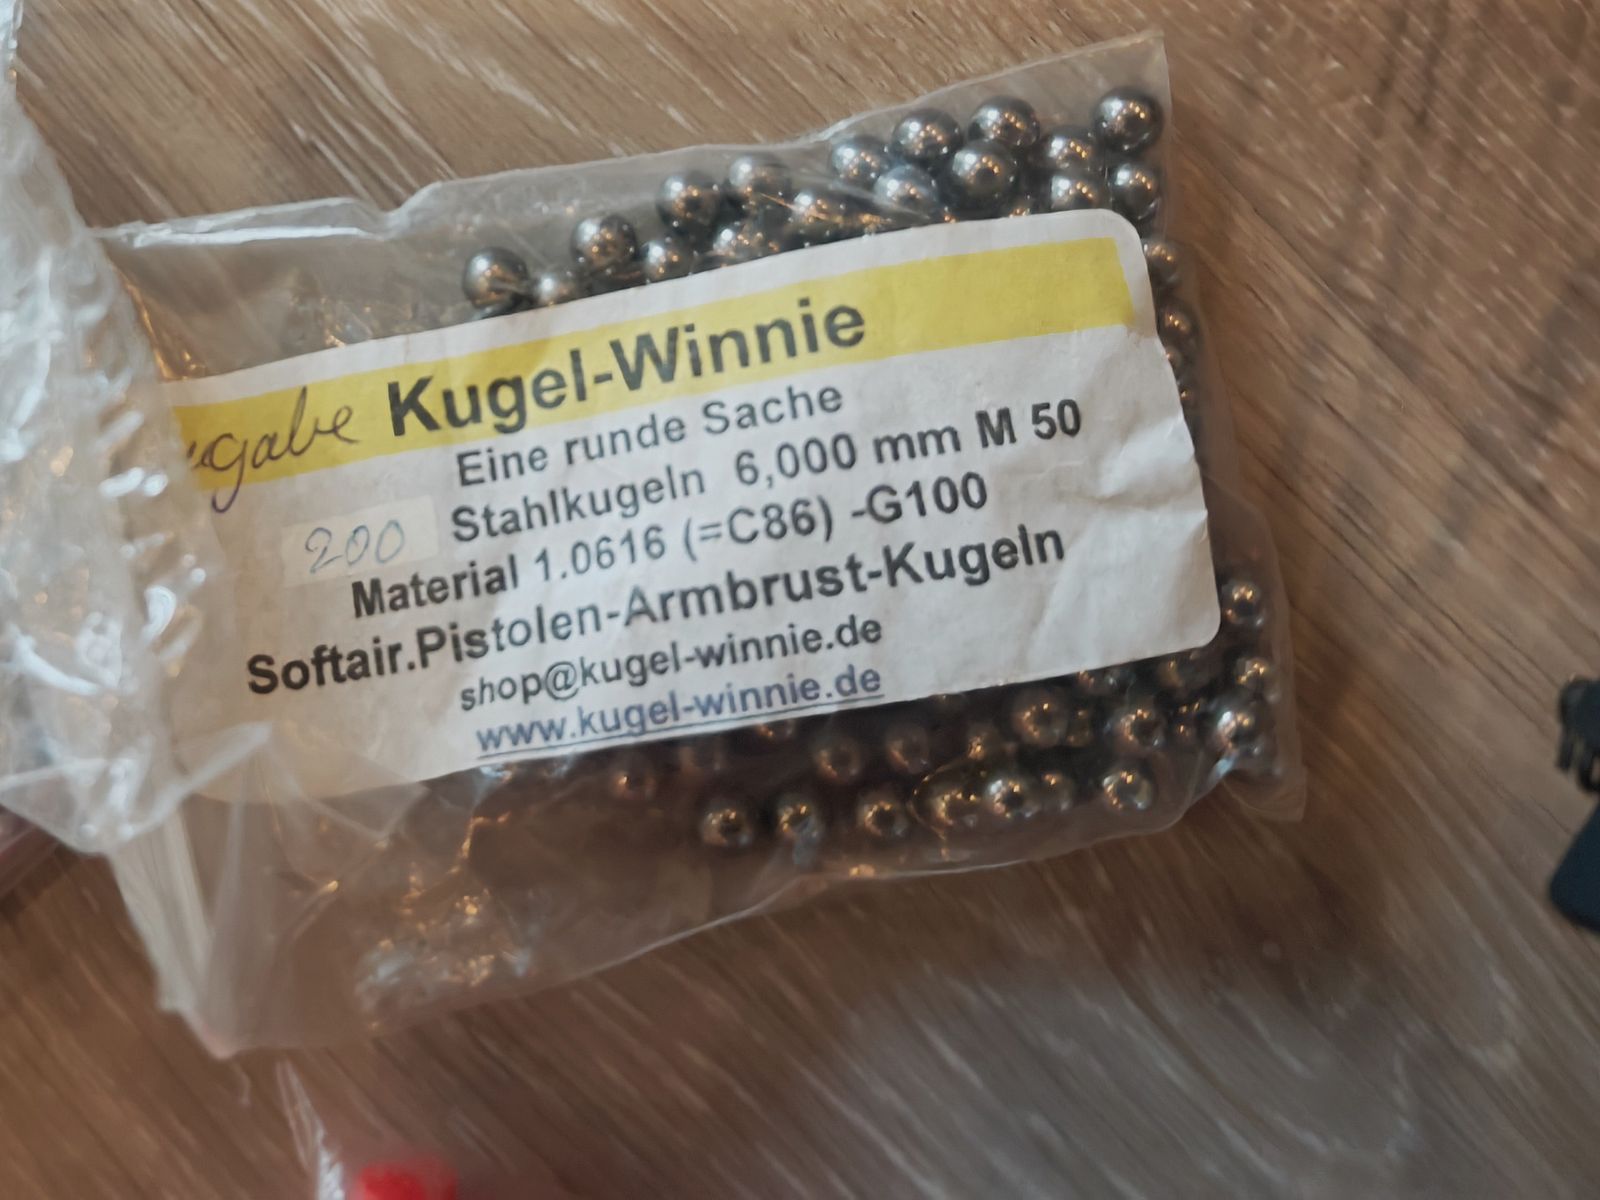 Kugel-Winnie
Eine runde Sache
200 Stahlkugeln 6,000 mm M 50
Material 1.0616 (=C86) -G100
Softair.Pistolen-Armbrust-Kugeln
shop@kugel-winnie.de
www.kugel-winnie.de